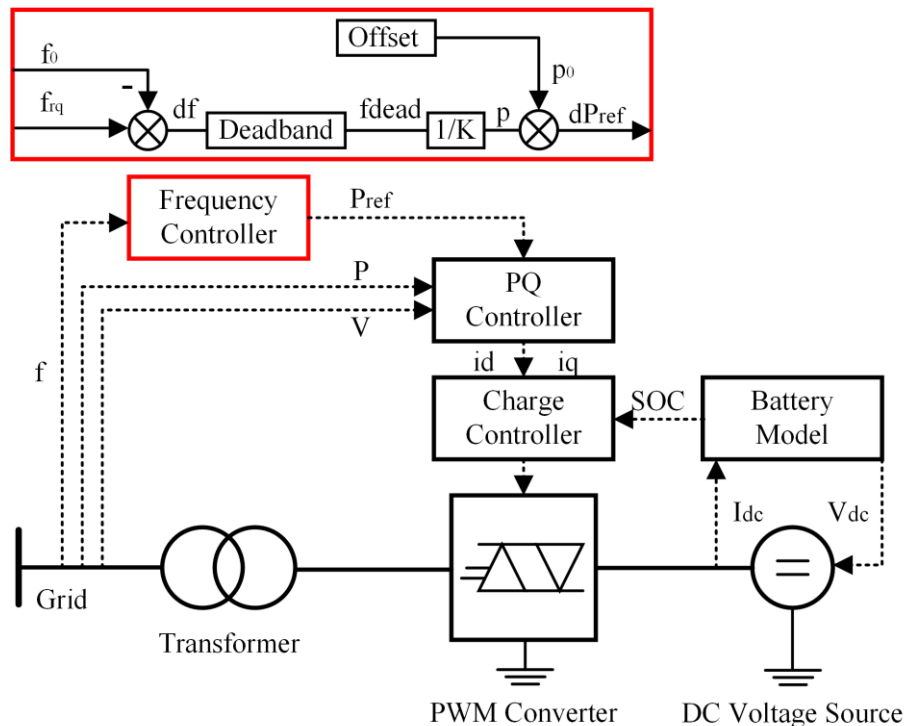 Offset
f0
p0
-
frq
df
Deadband
fdead
1/K
p
dPref
Frequency
Controller
Pref
P
PQ
Controller
V
f
id
iq
Charge
Controller
SOC
Battery
Model
Idc
Vdc
=
Grid
Transformer
PWM Converter
DC Voltage Source